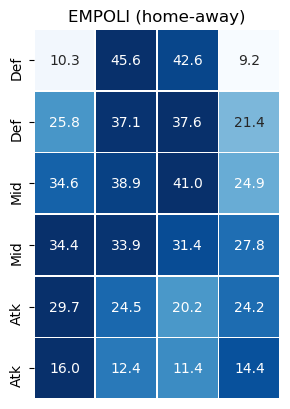 EMPOLI (home-away)
Def 10.3 45.6 42.6 9.2
Def 25.8 37.1 37.6 21.4
Mid 34.6 38.9 41.0 24.9
Mid 34.4 33.9 31.4 27.8
Atk 29.7 24.5 20.2 24.2
Atk 16.0 12.4 11.4 14.4